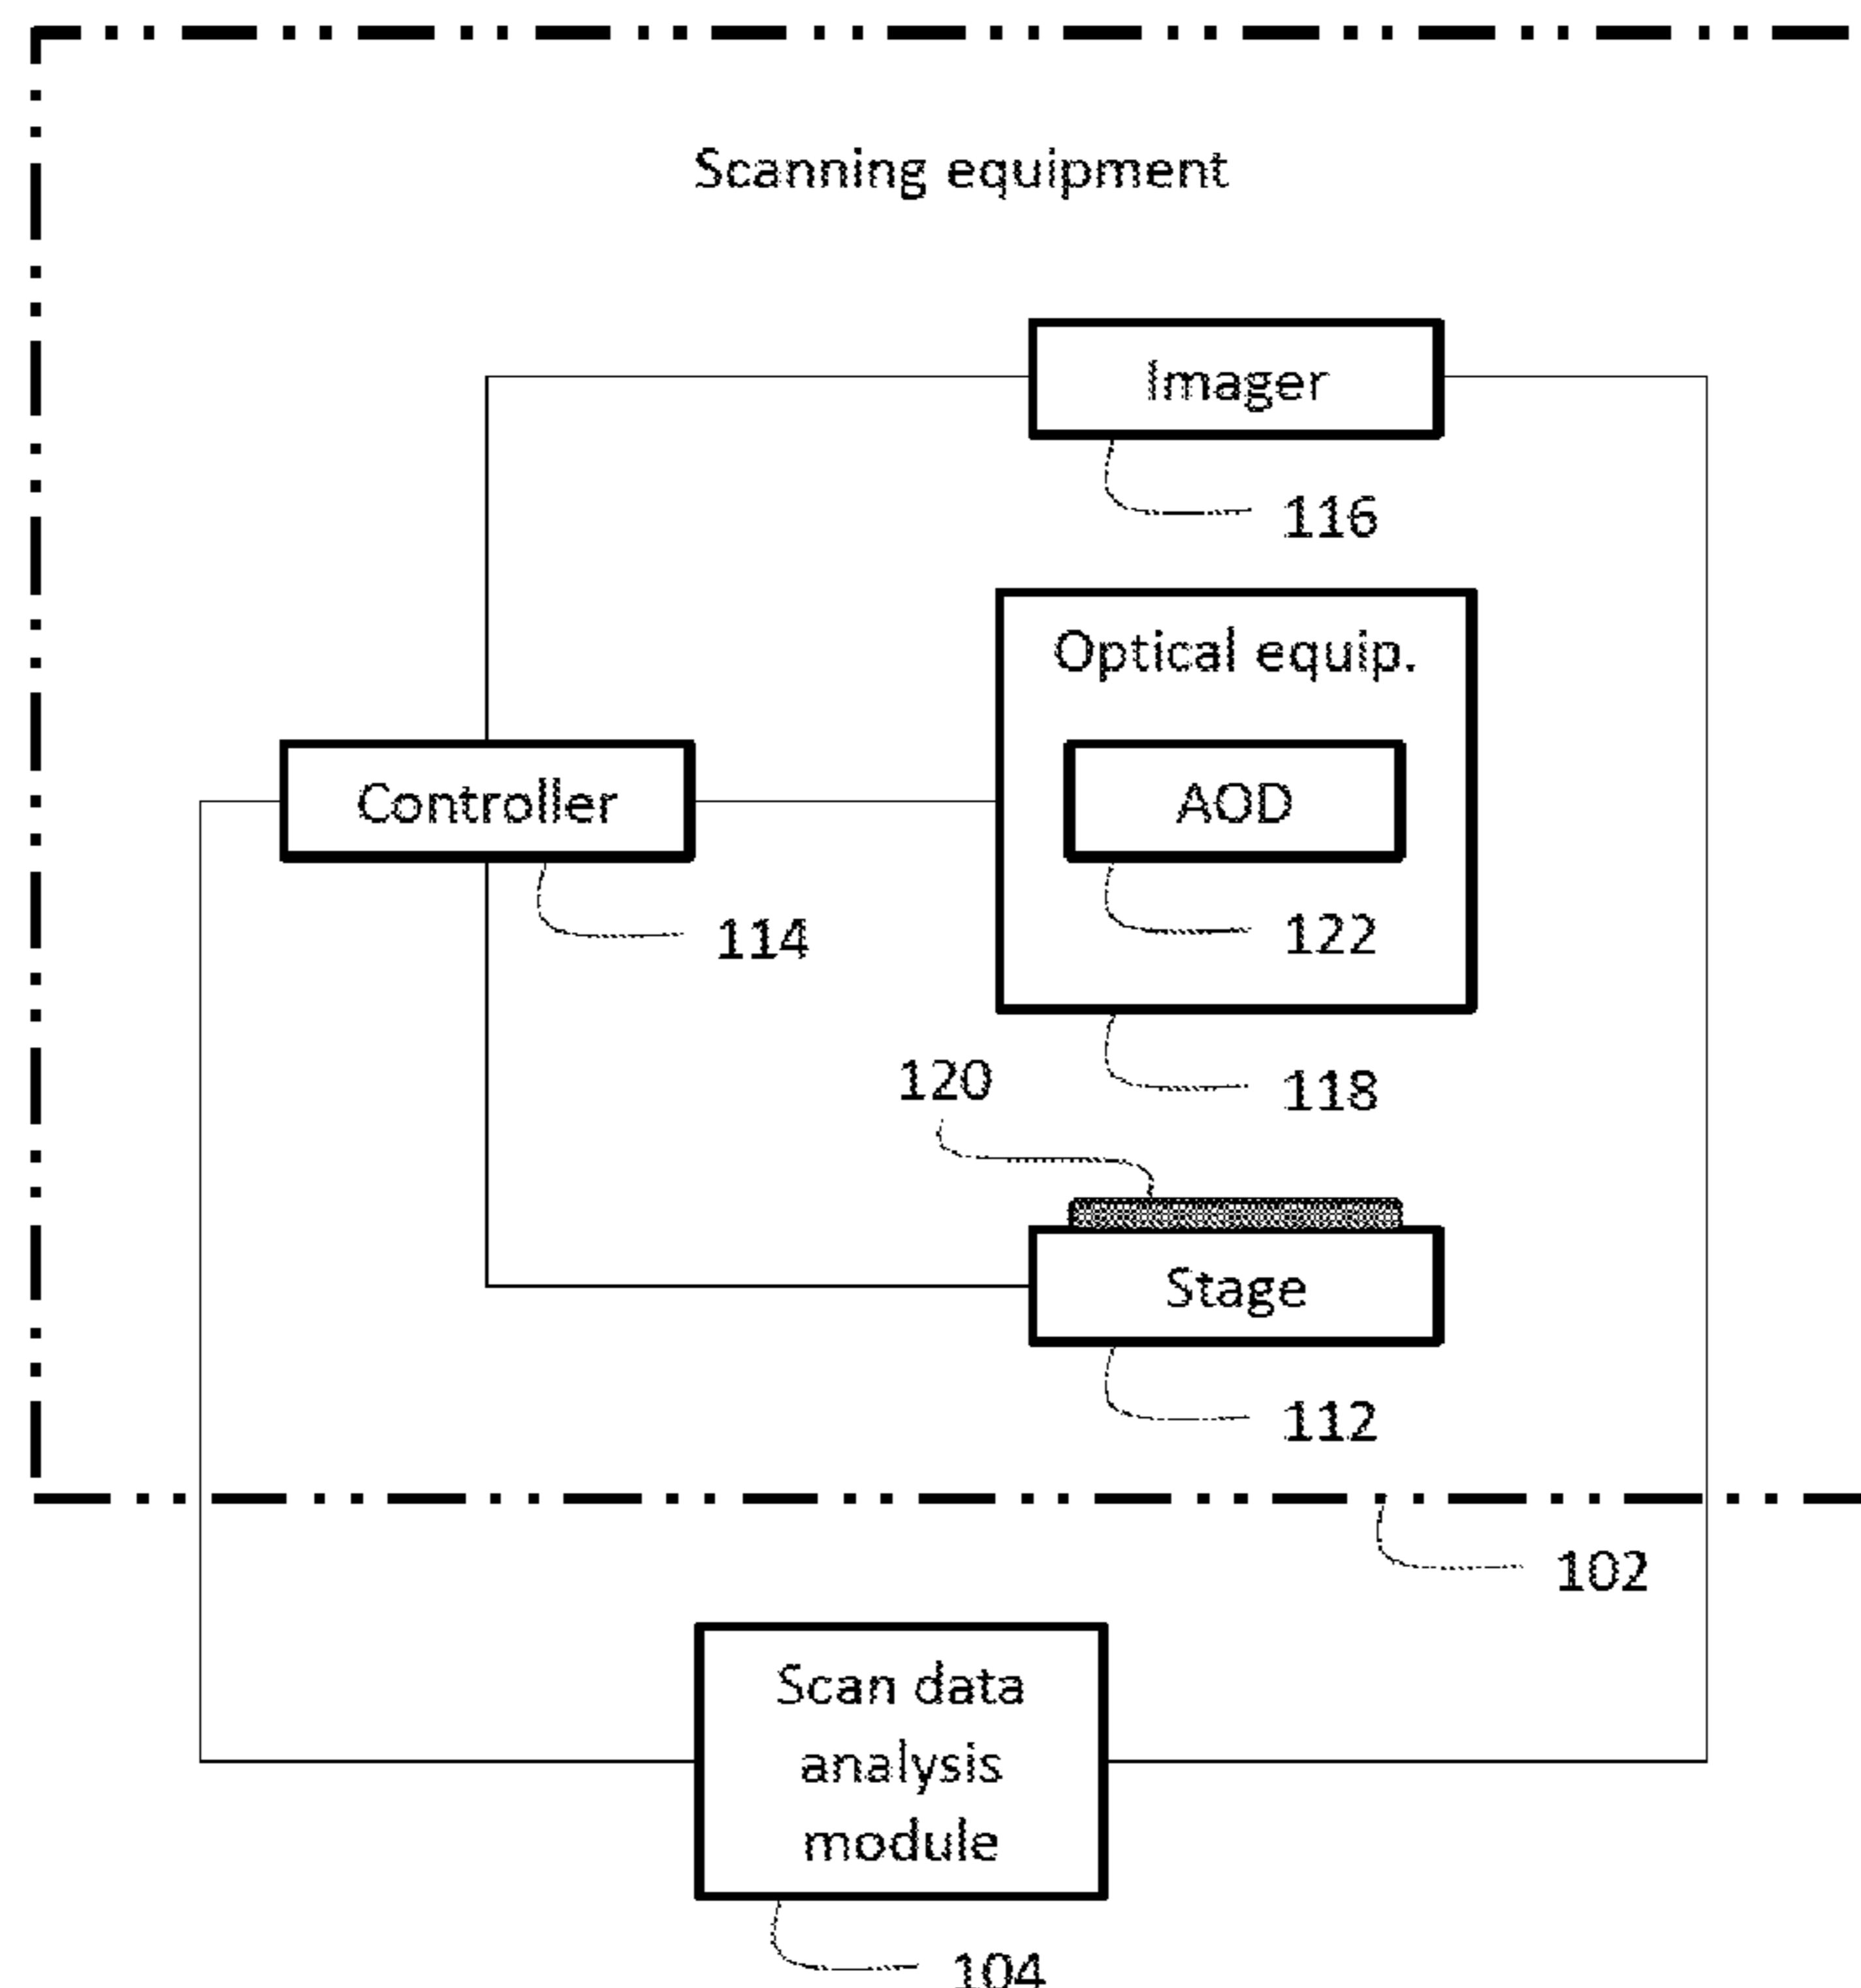 Scanning equipment
Imager
116
Optical equip.
Controller
AOD
114
122
120
118
Stage
112
102
Scan data
analysis
module
104